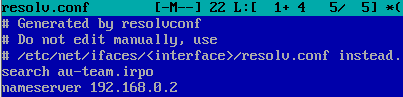 resolv.conf [-M--] 22 L:[ 1+ 4 5/ 5] *(
# Generated by resolvconf
# Do not edit manually, use
# /etc/net/ifaces/<interface>/resolv.conf instead.
search au-team.irpo
nameserver 192.168.0.2